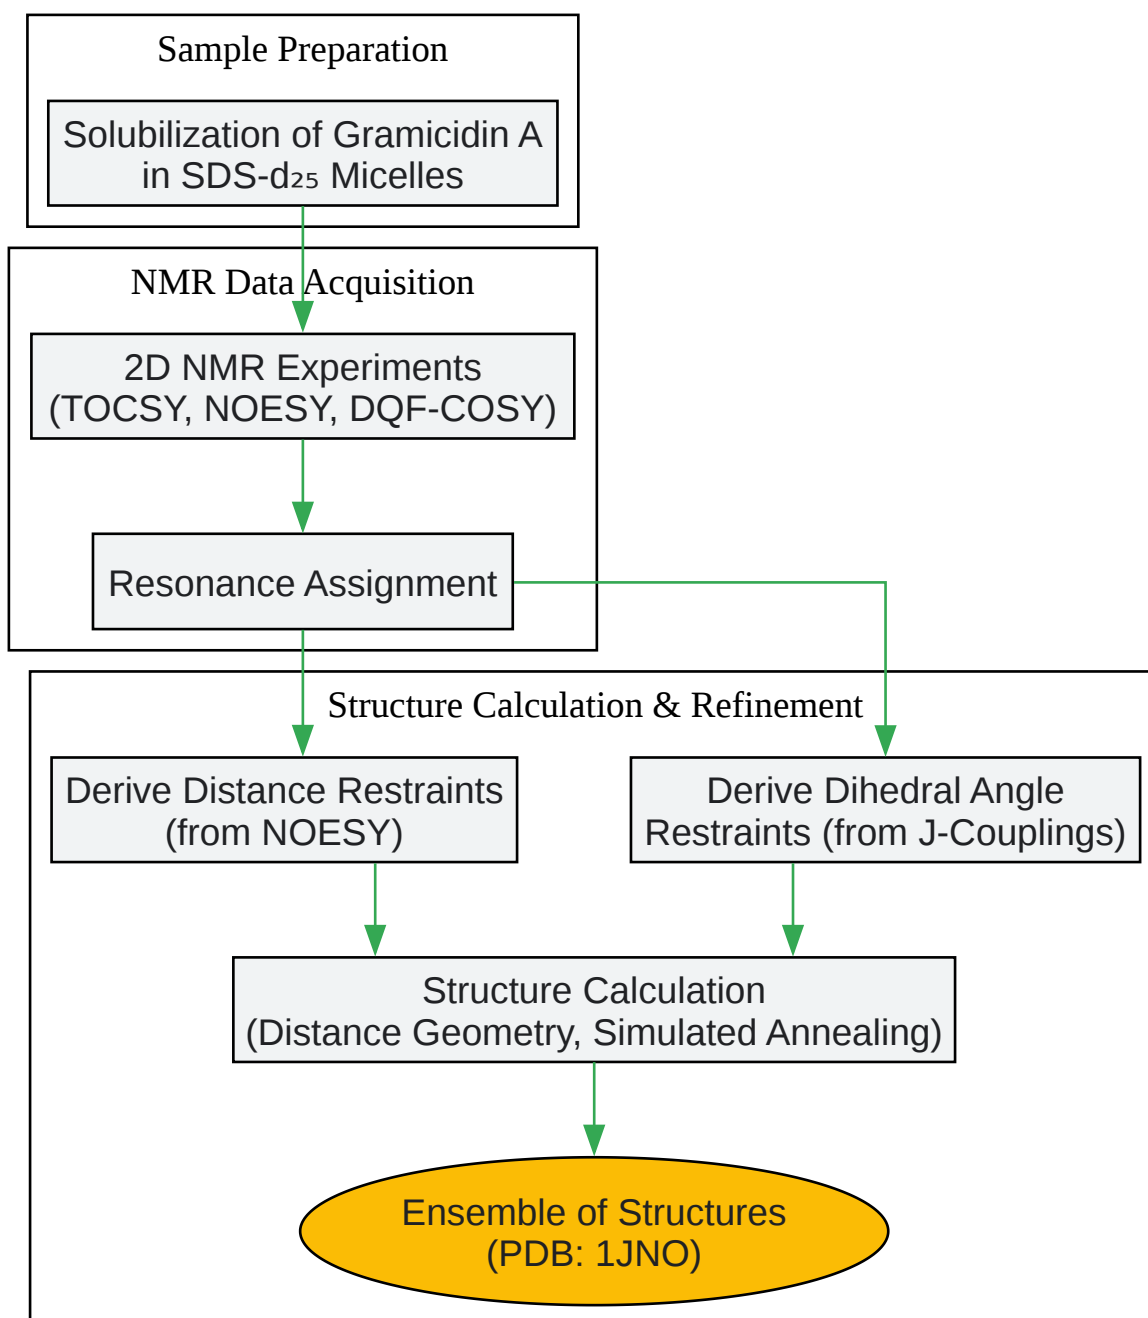 Sample Preparation
Solubilization of Gramicidin A
in SDS-d₂₅ Micelles
NMR Data Acquisition
2D NMR Experiments
(TOCSY, NOESY, DQF-COSY)
Resonance Assignment
Structure Calculation & Refinement
Derive Distance Restraints
(from NOESY)
Derive Dihedral Angle
Restraints (from J-Couplings)
Structure Calculation
(Distance Geometry, Simulated Annealing)
Ensemble of Structures
(PDB: 1JNO)